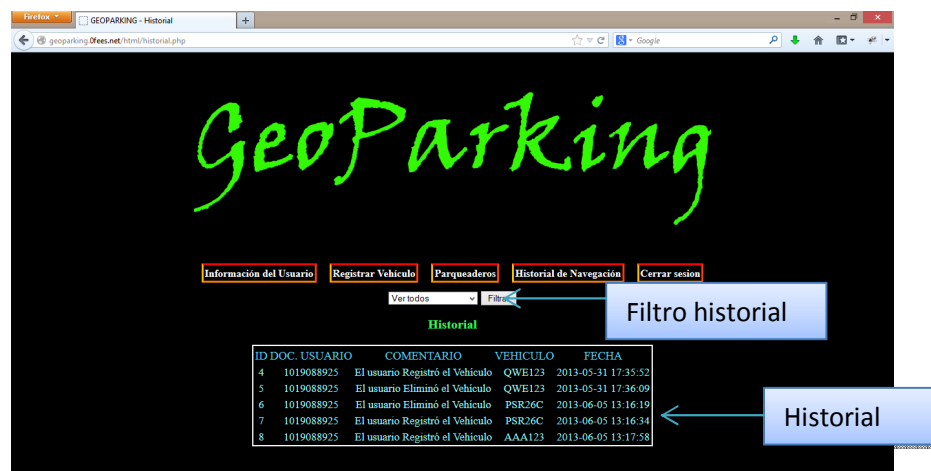 Firefox
GEOPARKING - Historial
geoparking.0fees.net/html/historial.php
Google
GeoParking
Información del Usuario
Registrar Vehículo
Parqueaderos
Historial de Navegación
Cerrar sesion
Ver todos
Filtrar
Filtro historial
Historial
ID DOC. USUARIO COMENTARIO VEHICULO FECHA
4 1019088925 El usuario Registró el Vehículo QWE123 2013-05-31 17:35:52
5 1019088925 El usuario Eliminó el Vehículo QWE123 2013-05-31 17:36:09
6 1019088925 El usuario Eliminó el Vehículo PSR26C 2013-06-05 13:16:19
7 1019088925 El usuario Registró el Vehículo PSR26C 2013-06-05 13:16:34
8 1019088925 El usuario Registró el Vehículo AAA123 2013-06-05 13:17:58
Historial